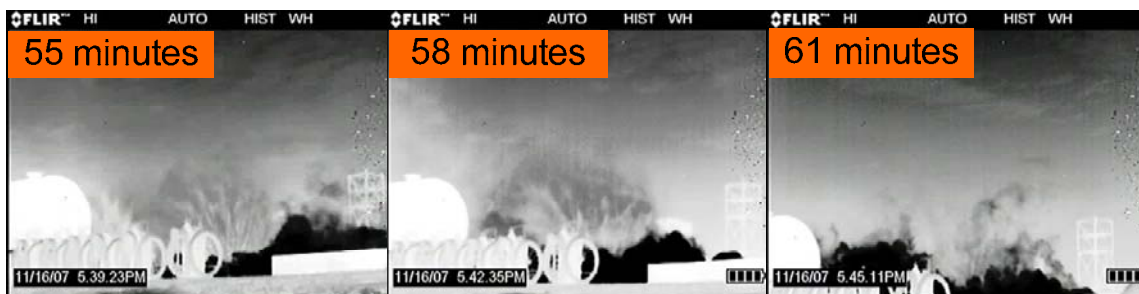 FLIR HI AUTO HIST WH
55 minutes
11/16/07 5.39.23PM
FLIR HI AUTO HIST WH
58 minutes
11/16/07 5.42.35PM
FLIR HI AUTO HIST WH
61 minutes
11/16/07 5.45.11PM